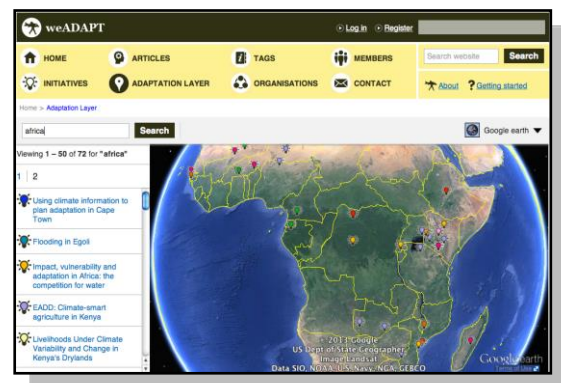 weADAPT
Log in Register
HOME ARTICLES TAGS MEMBERS
Search website Search
INITIATIVES ADAPTATION LAYER ORGANISATIONS CONTACT
About ? Getting started
Home > Adaptation Layer
africa Search Google earth
Viewing 1 – 50 of 72 for "africa"
1 | 2
Using climate information to
plan adaptation in Cape
Town
Flooding in Egoli
Impact, vulnerability and
adaptation in Africa: the
competition for water
EADD: Climate-smart
agriculture in Kenya
Livelihoods Under Climate
Variability and Change in
Kenya's Drylands
© 2013 Google
US Dept of State Geographer
Image Landsat
Data SIO, NOAA, U.S. Navy, NGA, GEBCO
Google earth
Terms of Use